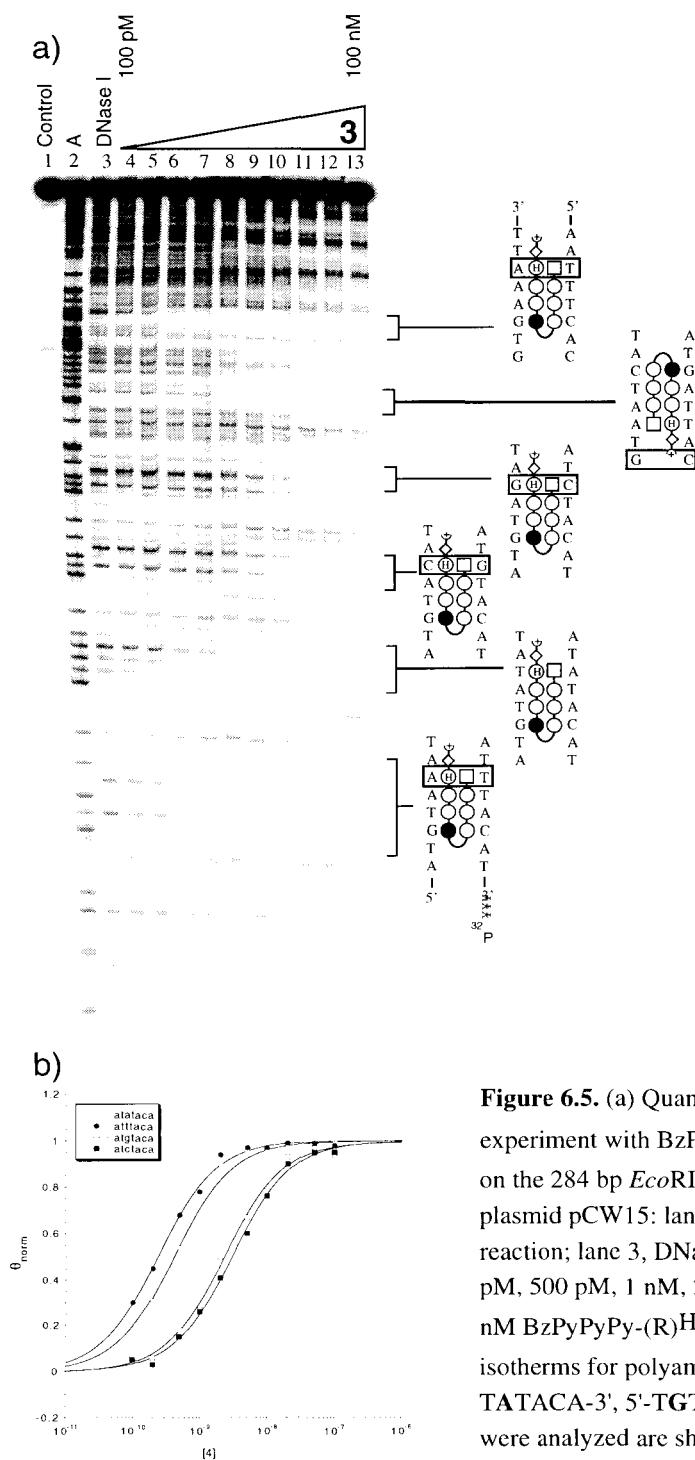 a)
Control
A
DNase I
100 pM
100 nM
3
1 2 3 4 5 6 7 8 9 10 11 12 13
3' 5'
T A
T A
A H T
A T
G C
T A
G C
T A
A T
C G
T A
A T
A T
T A
G C
T A
A T
G H C
A T
T A
G C
T A
A T
T A
A T
C H G
A T
T A
G C
T A
A T
T A
A T
T H A
A T
T A
G C
T A
A T
T A
A T
A H T
A T
T A
G C
T A
A T
5' 3'
32
P
b)
1.2
1
0.8
0.6
0.4
0.2
0
-0.2
θnorm
atataca
atttaca
atgtaca
atctaca
10^-11 10^-10 10^-9 10^-8 10^-7 10^-6
[4]
Figure 6.5. (a) Quan
experiment with BzP
on the 284 bp EcoRI
plasmid pCW15: lan
reaction; lane 3, DNa
pM, 500 pM, 1 nM,
nM BzPyPyPy-(R)H
isotherms for polyam
TATACA-3', 5'-TGT
were analyzed are sh